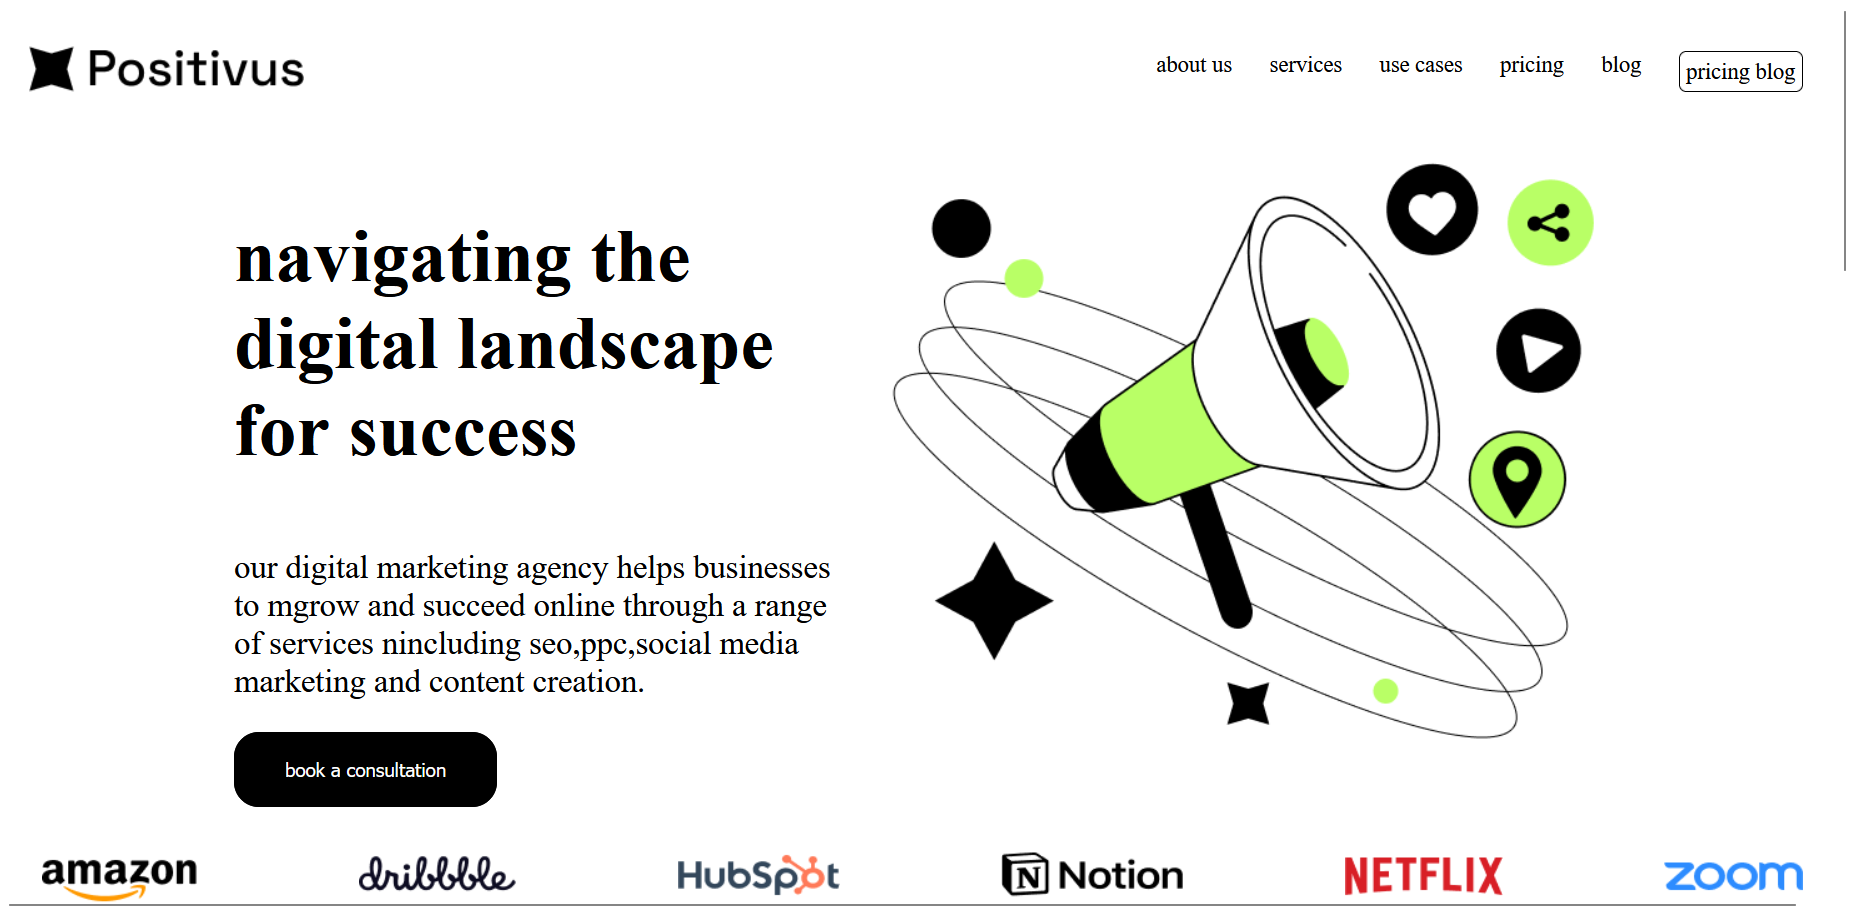 Positivus
about us services use cases pricing blog pricing blog
navigating the
digital landscape
for success
our digital marketing agency helps businesses
to mgrow and succeed online through a range
of services nincluding seo,ppc,social media
marketing and content creation.
book a consultation
amazon dribbble HubSpot N Notion NETFLIX zoom